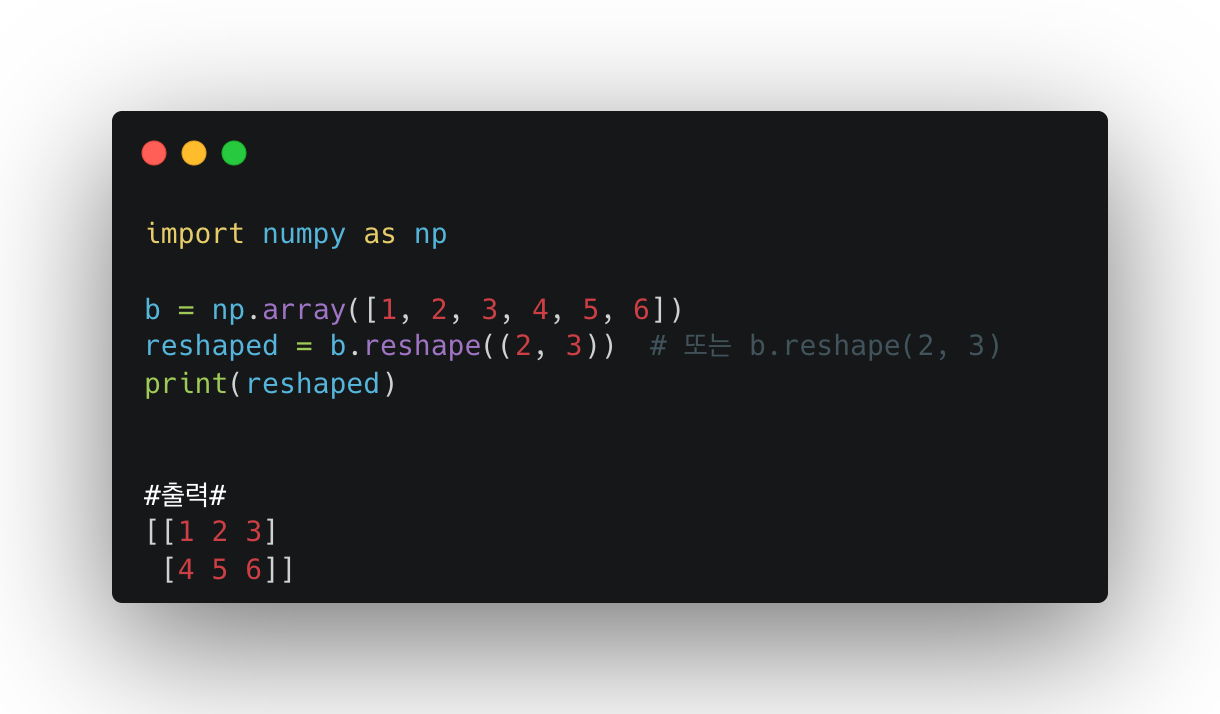 import numpy as np
b = np.array([1, 2, 3, 4, 5, 6])
reshaped = b.reshape((2, 3))  # 또는 b.reshape(2, 3)
print(reshaped)
#출력#
[[1 2 3]
 [4 5 6]]